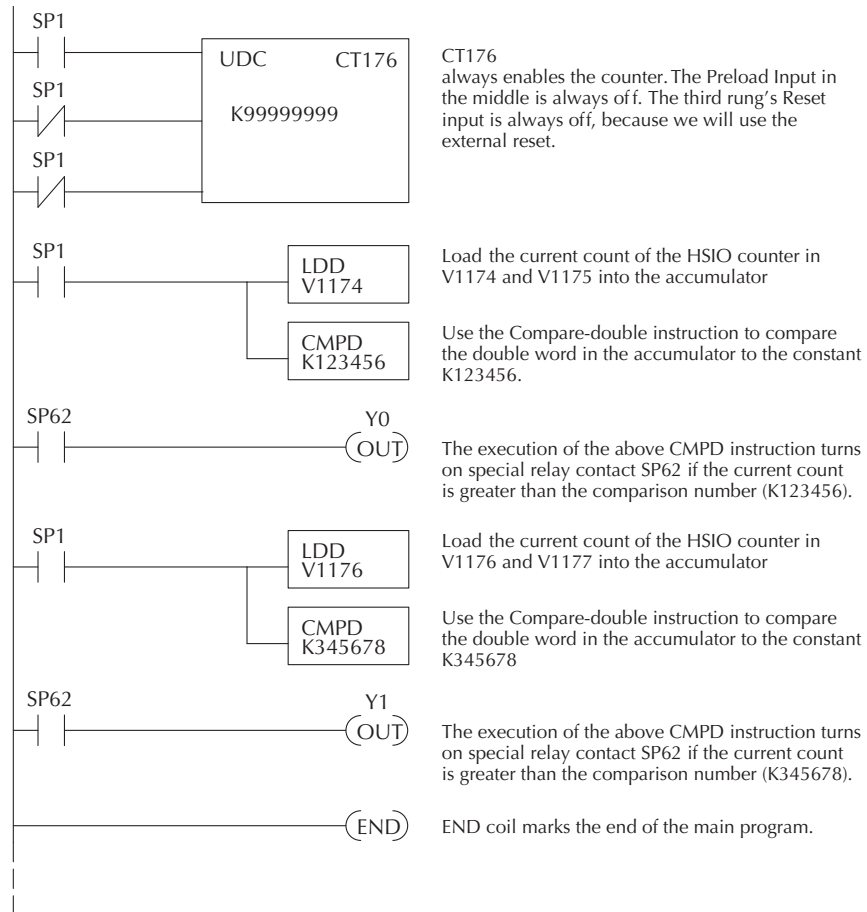 SP1
UDC CT176
K99999999
SP1
SP1
CT176
always enables the counter. The Preload Input in
the middle is always off. The third rung's Reset
input is always off, because we will use the
external reset.
SP1
LDD
V1174
Load the current count of the HSIO counter in
V1174 and V1175 into the accumulator
CMPD
K123456
Use the Compare-double instruction to compare
the double word in the accumulator to the constant
K123456.
SP62
Y0
OUT
The execution of the above CMPD instruction turns
on special relay contact SP62 if the current count
is greater than the comparison number (K123456).
SP1
LDD
V1176
Load the current count of the HSIO counter in
V1176 and V1177 into the accumulator
CMPD
K345678
Use the Compare-double instruction to compare
the double word in the accumulator to the constant
K345678
SP62
Y1
OUT
The execution of the above CMPD instruction turns
on special relay contact SP62 if the current count
is greater than the comparison number (K345678).
END
END coil marks the end of the main program.